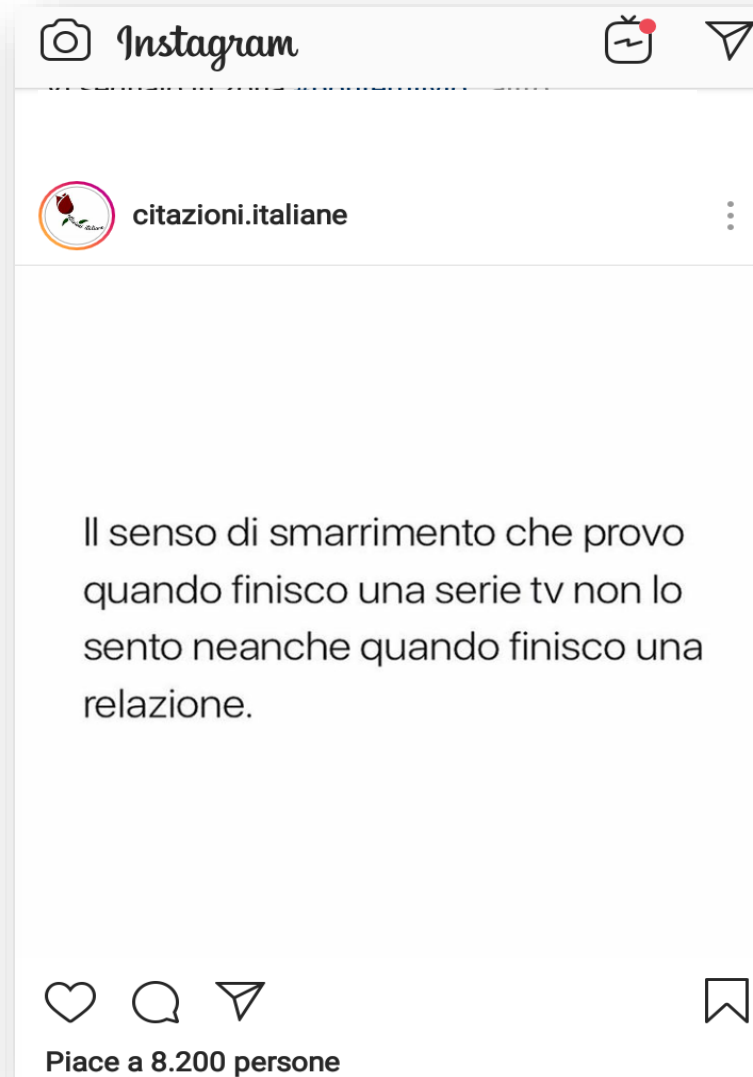 Instagram
citazioni.italiane
Il senso di smarrimento che provo
quando finisco una serie tv non lo
sento neanche quando finisco una
relazione.
Piace a 8.200 persone